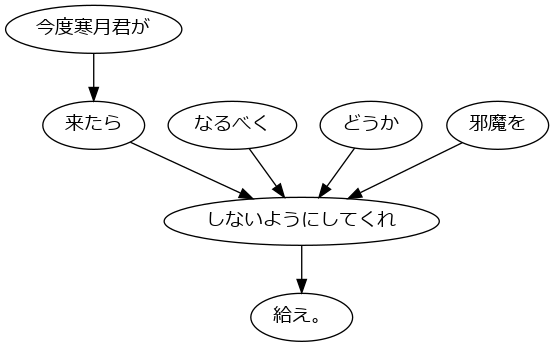 今度寒月君が
来たら
なるべく
どうか
邪魔を
しないようにしてくれ
給え。